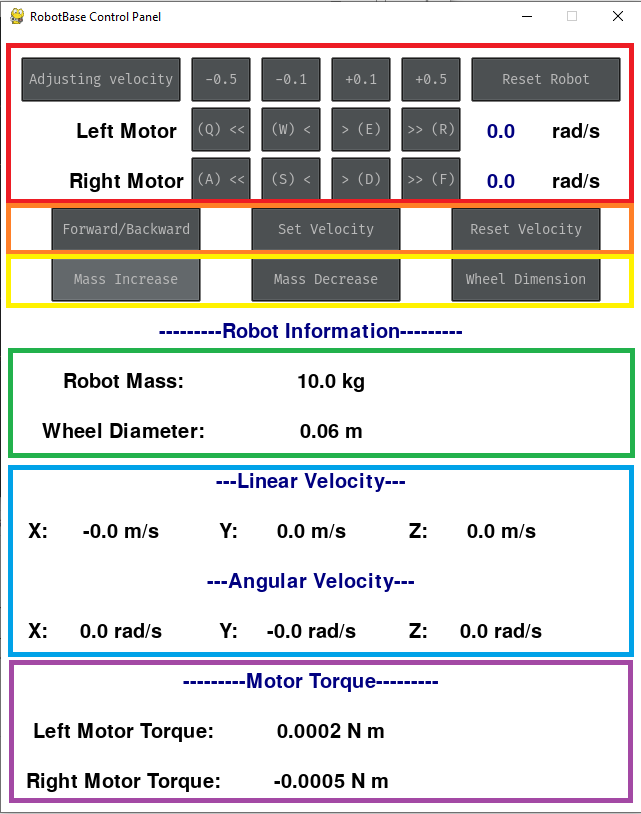 RobotBase Control Panel
Adjusting velocity -0.5 -0.1 +0.1 +0.5 Reset Robot
Left Motor (Q) << (W) < > (E) >> (R) 0.0 rad/s
Right Motor (A) << (S) < > (D) >> (F) 0.0 rad/s
Forward/Backward Set Velocity Reset Velocity
Mass Increase Mass Decrease Wheel Dimension
---------Robot Information---------
Robot Mass: 10.0 kg
Wheel Diameter: 0.06 m
---Linear Velocity---
X: -0.0 m/s Y: 0.0 m/s Z: 0.0 m/s
---Angular Velocity---
X: 0.0 rad/s Y: -0.0 rad/s Z: 0.0 rad/s
---------Motor Torque---------
Left Motor Torque: 0.0002 N m
Right Motor Torque: -0.0005 N m